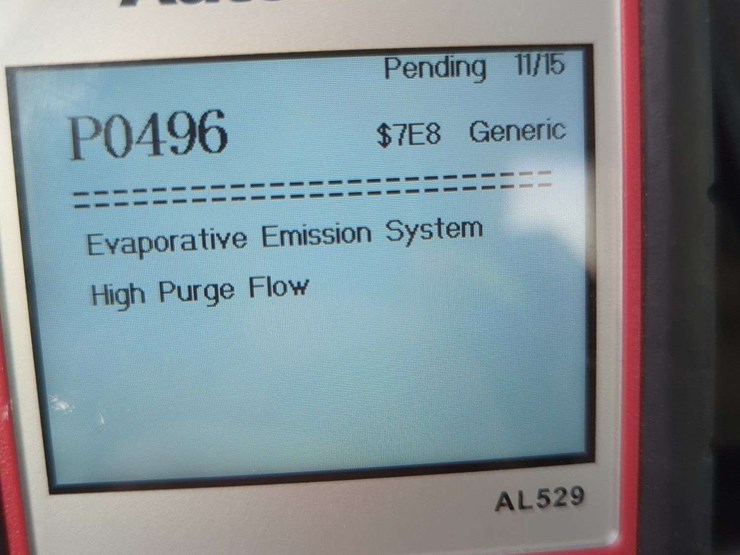 Pending 11/15
P0496 $7E8 Generic
============================
Evaporative Emission System
High Purge Flow
AL529